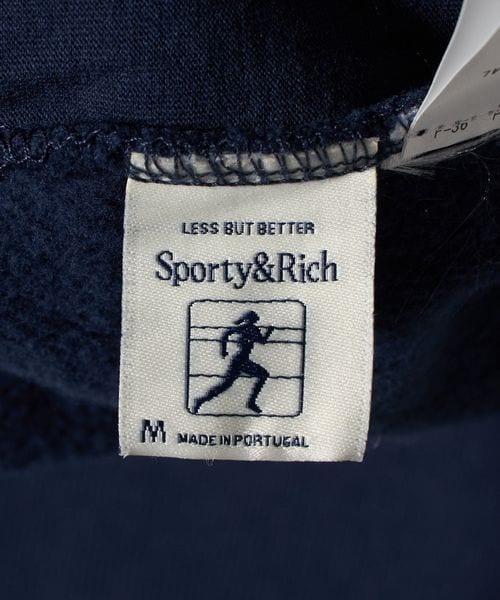 LESS BUT BETTER
Sporty&Rich
M MADE IN PORTUGAL